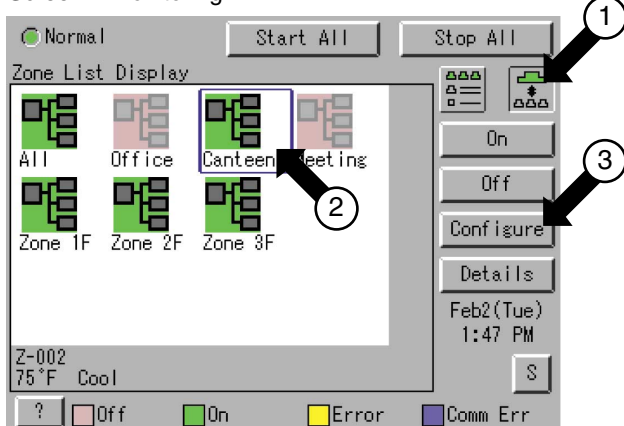 Normal
Start All
Stop All
1
Zone List Display
All
Office
Canteen
On
3
2
Off
Zone 1F
Zone 2F
Zone 3F
Configure
Details
Feb2(Tue)
1:47 PM
Z-002
75°F Cool
S
?
Off
On
Error
Comm Err